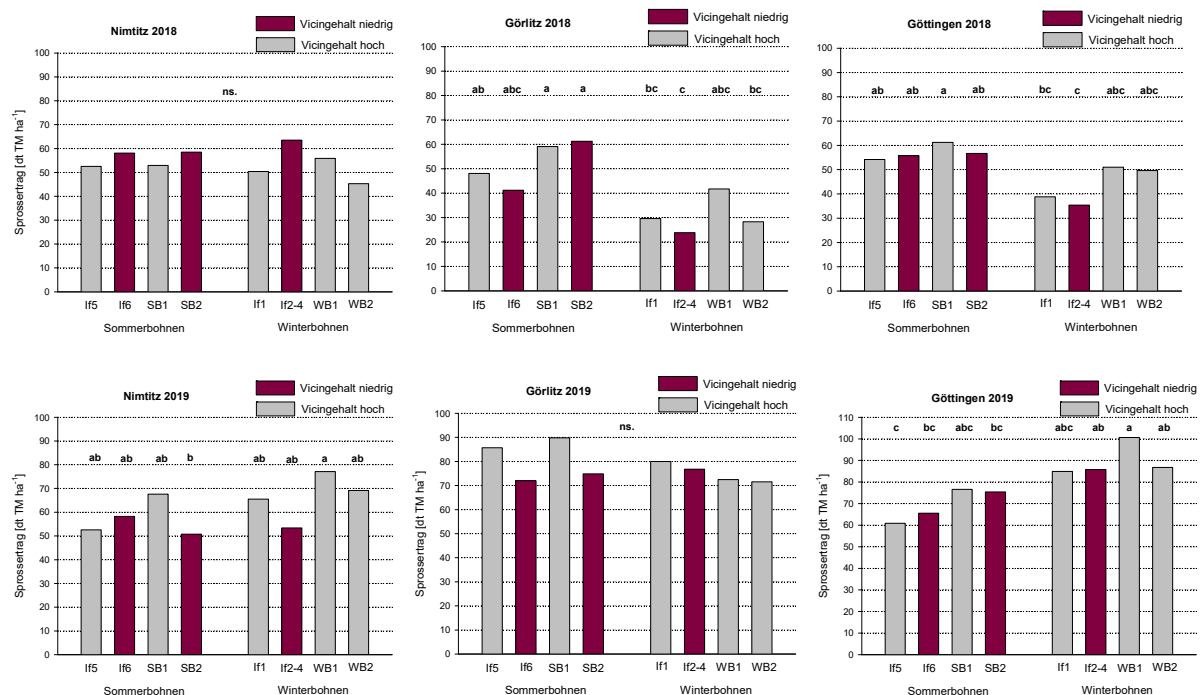 Nimtitz 2018
Vicingehalt niedrig
Vicingehalt hoch
Sprossertrag [dt TM ha⁻¹]
100
90
80
70
60
50
40
30
20
10
0
ns.
If5 If6 SB1 SB2 If1 If2-4 WB1 WB2
Sommerbohnen Winterbohnen
Görlitz 2018
Vicingehalt niedrig
Vicingehalt hoch
100
90
80
70
60
50
40
30
20
10
0
ab abc a a bc c abc bc
If5 If6 SB1 SB2 If1 If2-4 WB1 WB2
Sommerbohnen Winterbohnen
Göttingen 2018
Vicingehalt niedrig
Vicingehalt hoch
100
90
80
70
60
50
40
30
20
10
0
ab ab a ab bc c abc abc
If5 If6 SB1 SB2 If1 If2-4 WB1 WB2
Sommerbohnen Winterbohnen
Nimtitz 2019
Vicingehalt niedrig
Vicingehalt hoch
Sprossertrag [dt TM ha⁻¹]
100
90
80
70
60
50
40
30
20
10
0
ab ab ab b ab ab a ab
If5 If6 SB1 SB2 If1 If2-4 WB1 WB2
Sommerbohnen Winterbohnen
Görlitz 2019
Vicingehalt niedrig
Vicingehalt hoch
Sprossertrag [dt TM ha⁻¹]
100
90
80
70
60
50
40
30
20
10
0
ns.
If5 If6 SB1 SB2 If1 If2-4 WB1 WB2
Sommerbohnen Winterbohnen
Göttingen 2019
Vicingehalt niedrig
Vicingehalt hoch
Sprossertrag [dt TM ha⁻¹]
110
100
90
80
70
60
50
40
30
20
10
0
c bc abc bc abc ab a ab
If5 If6 SB1 SB2 If1 If2-4 WB1 WB2
Sommerbohnen Winterbohnen